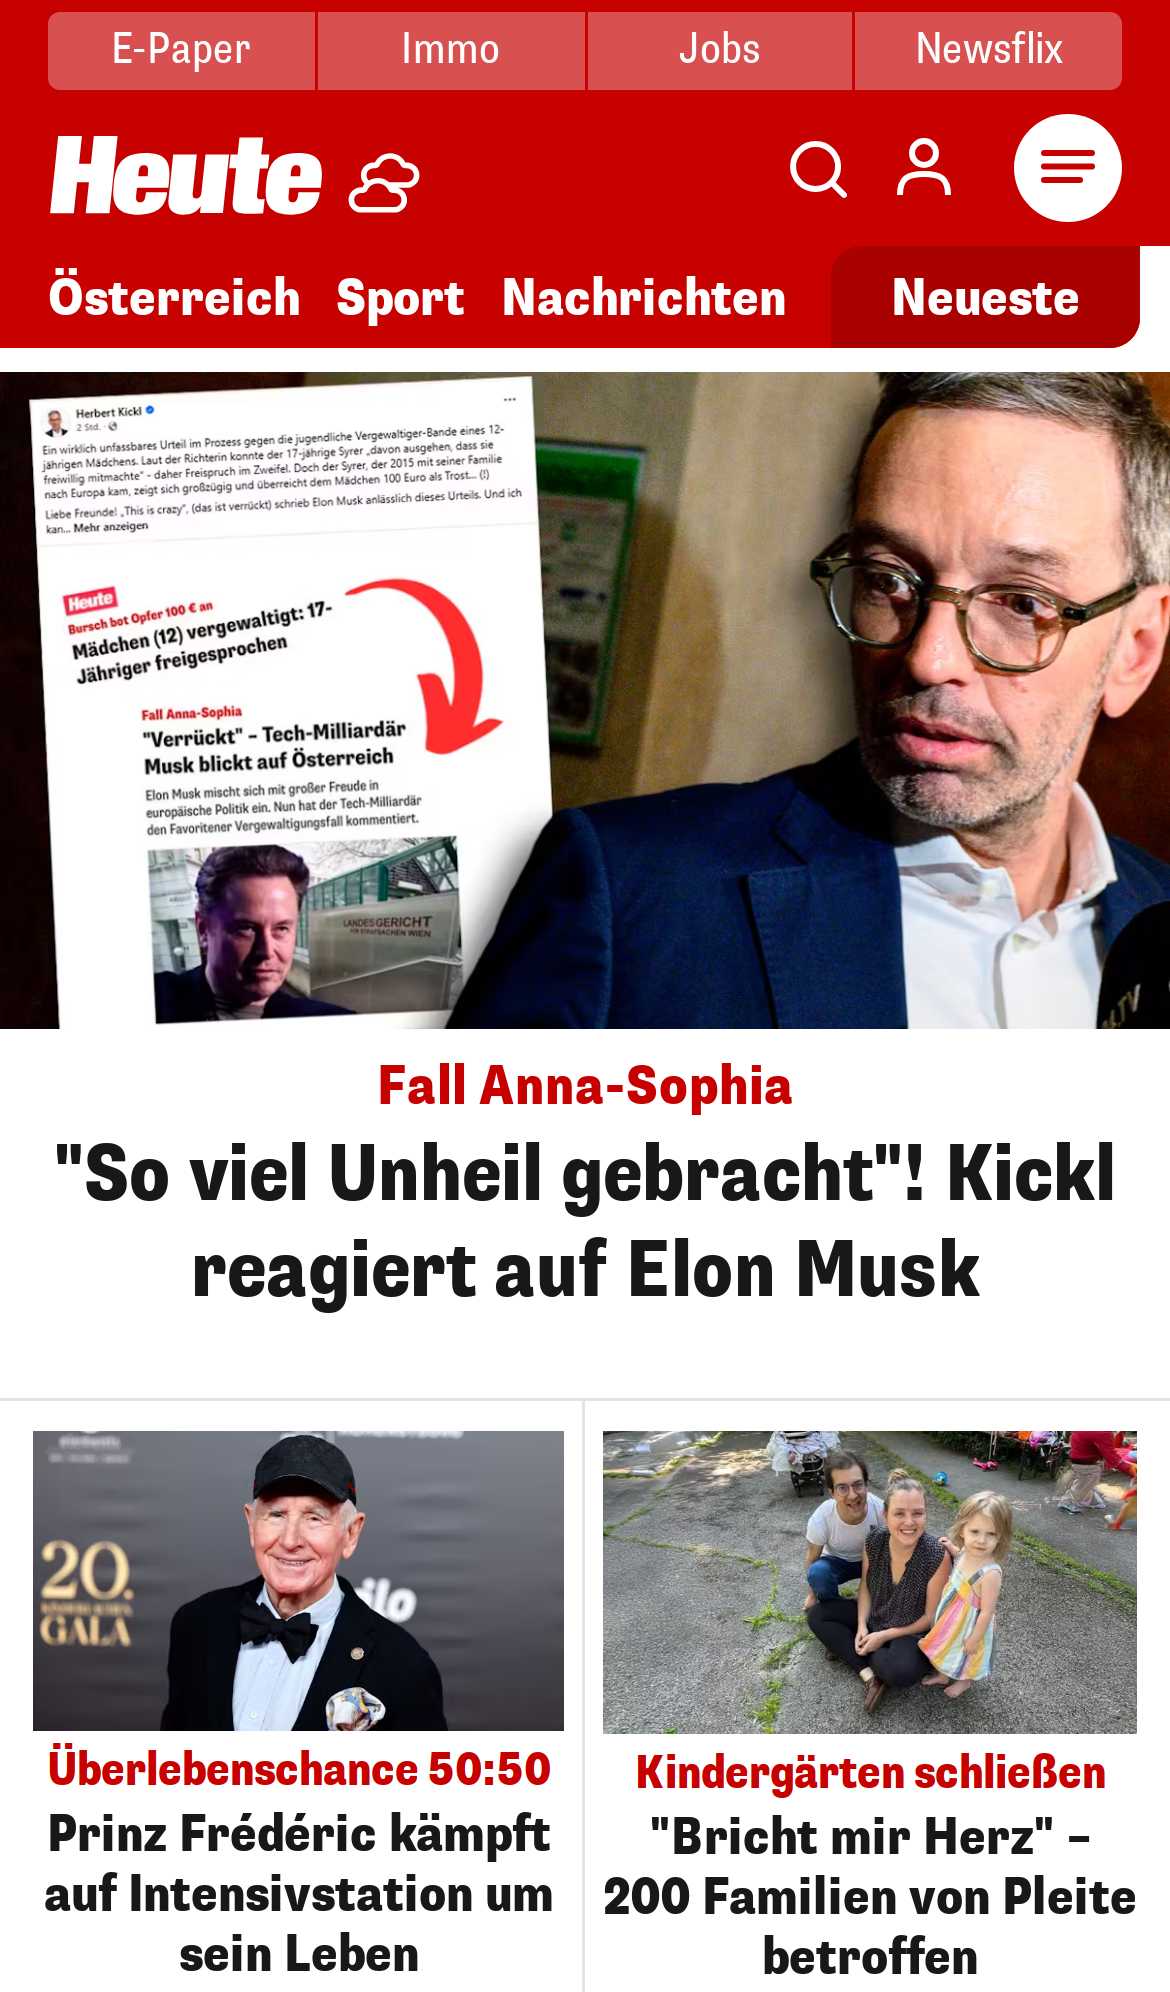 E-Paper Immo Jobs Newsflix
Heute
Österreich Sport Nachrichten Neueste
Herbert Kickl
2 Std.
Ein wirklich unfassbares Urteil im Prozess gegen die jugendliche Vergewaltiger-Bande eines 12-
jährigen Mädchens. Laut der Richterin konnte der 17-jährige Syrer „davon ausgehen, dass sie
freiwillig mitmachte" - daher Freispruch im Zweifel. Doch der Syrer, der 2015 mit seiner Familie
nach Europa kam, zeigt sich großzügig und überreicht dem Mädchen 100 Euro als Trost... (!)
Liebe Freunde! „This is crazy", (das ist verrückt) schrieb Elon Musk anlässlich dieses Urteils. Und ich
kan... Mehr anzeigen
Heute
Bursch bot Opfer 100 € an
Mädchen (12) vergewaltigt: 17-
Jähriger freigesprochen
Fall Anna-Sophia
"Verrückt" – Tech-Milliardär
Musk blickt auf Österreich
Elon Musk mischt sich mit großer Freude in
europäische Politik ein. Nun hat der Tech-Milliardär
den Favoritener Vergewaltigungsfall kommentiert.
LANDESGERICHT
FÜR STRAFSACHEN WIEN
.TV
Fall Anna-Sophia
"So viel Unheil gebracht"! Kickl
reagiert auf Elon Musk
20.
GALA
ilo
Überlebenschance 50:50
Prinz Frédéric kämpft
auf Intensivstation um
sein Leben
Kindergärten schließen
"Bricht mir Herz" –
200 Familien von Pleite
betroffen